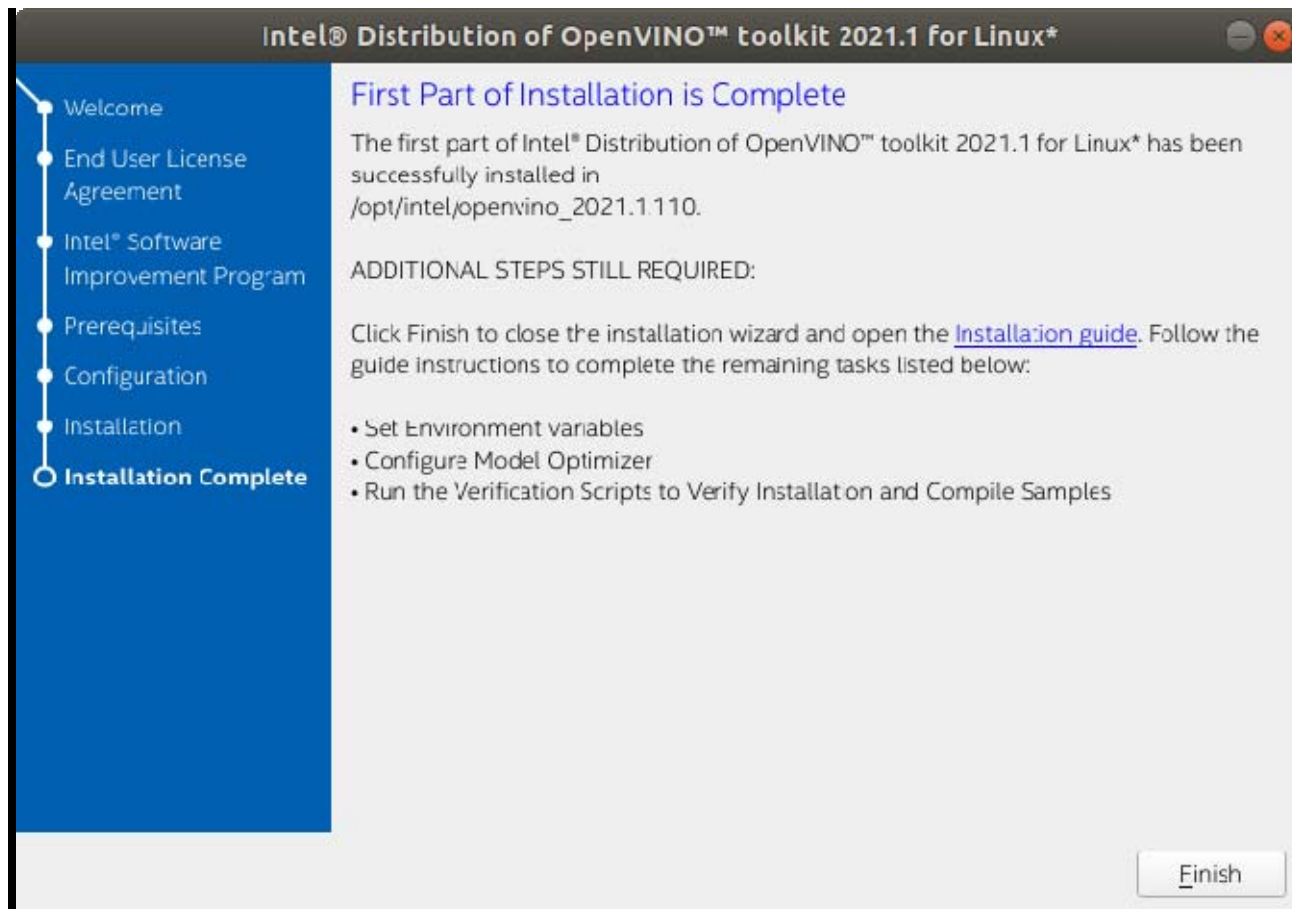 Intel® Distribution of OpenVINO™ toolkit 2021.1 for Linux*
Welcome
End User License
Agreement
Intel® Software
Improvement Program
Prerequisites
Configuration
Installation
Installation Complete
First Part of Installation is Complete
The first part of Intel® Distribution of OpenVINO™ toolkit 2021.1 for Linux* has been
successfully installed in
/opt/intel/openvino_2021.1.110.
ADDITIONAL STEPS STILL REQUIRED:
Click Finish to close the installation wizard and open the Installation guide. Follow the
guide instructions to complete the remaining tasks listed below:
• Set Environment variables
• Configure Model Optimizer
• Run the Verification Scripts to Verify Installation and Compile Samples
Finish